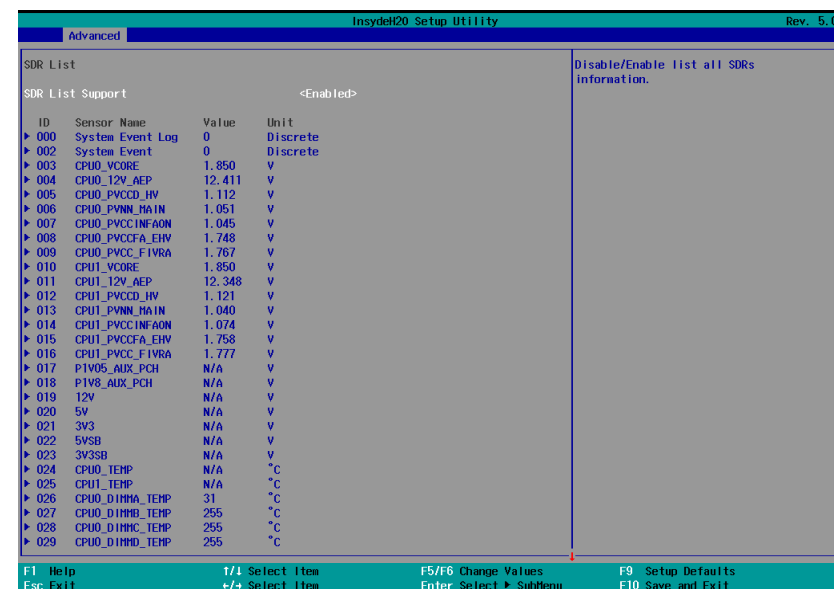 InsydeH20 Setup Utility Rev. 5.0
Advanced
SDR List
Disable/Enable list all SDRs
information.
SDR List Support <Enabled>
ID Sensor Name Value Unit
► 000 System Event Log 0 Discrete
► 002 System Event 0 Discrete
► 003 CPU0_VCORE 1.850 V
► 004 CPU0_12V_AEP 12.411 V
► 005 CPU0_PVCCD_HV 1.112 V
► 006 CPU0_PVNN_MAIN 1.051 V
► 007 CPU0_PVCCINFAON 1.045 V
► 008 CPU0_PVCCFA_EHV 1.748 V
► 009 CPU0_PVCC_FIVRA 1.767 V
► 010 CPU1_VCORE 1.850 V
► 011 CPU1_12V_AEP 12.348 V
► 012 CPU1_PVCCD_HV 1.121 V
► 013 CPU1_PVNN_MAIN 1.040 V
► 014 CPU1_PVCCINFAON 1.074 V
► 015 CPU1_PVCCFA_EHV 1.758 V
► 016 CPU1_PVCC_FIVRA 1.777 V
► 017 P1V05_AUX_PCH N/A V
► 018 P1V8_AUX_PCH N/A V
► 019 12V N/A V
► 020 5V N/A V
► 021 3V3 N/A V
► 022 5VSB N/A V
► 023 3V3SB N/A V
► 024 CPU0_TEMP N/A °C
► 025 CPU1_TEMP N/A °C
► 026 CPU0_DIMMA_TEMP 31 °C
► 027 CPU0_DIMMB_TEMP 255 °C
► 028 CPU0_DIMMC_TEMP 255 °C
► 029 CPU0_DIMMD_TEMP 255 °C
F1 Help ↑/↓ Select Item F5/F6 Change Values F9 Setup Defaults
Esc Exit ←/→ Select Item Enter Select ► SubMenu F10 Save and Exit